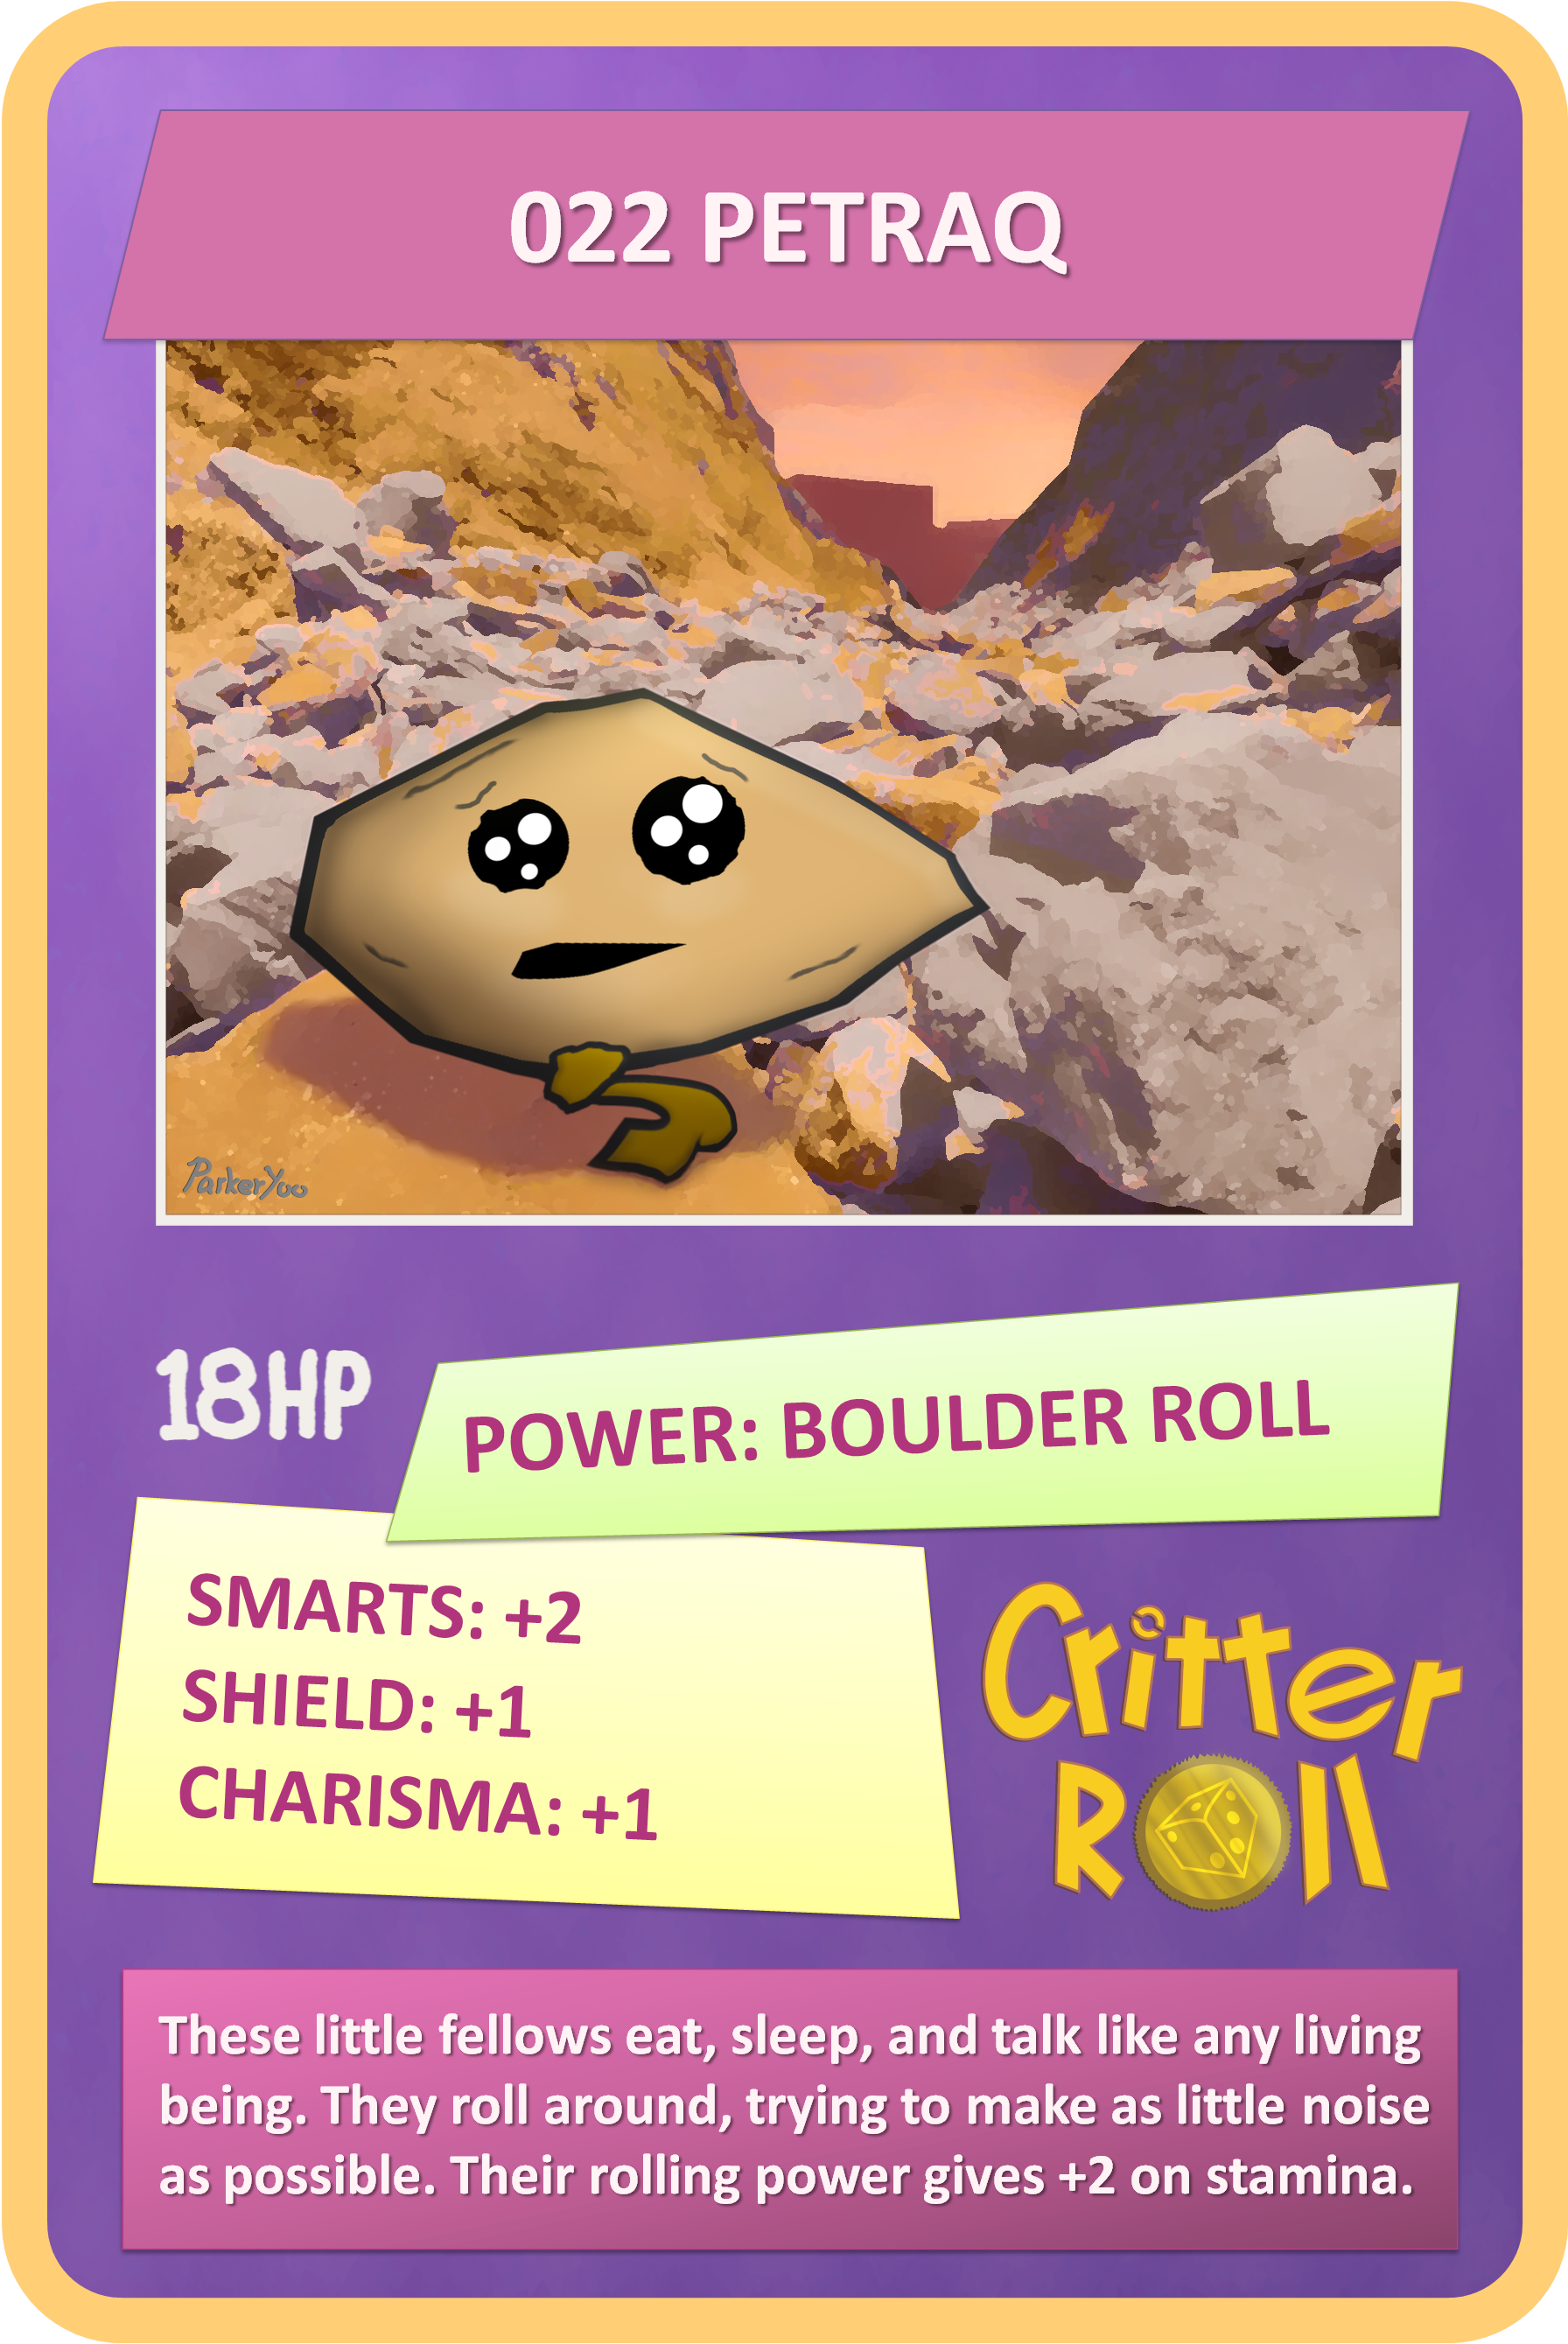 022 PETRAQ
ParkerYoo
18HP
POWER: BOULDER ROLL
SMARTS: +2
SHIELD: +1
CHARISMA: +1
Critter
Roll
These little fellows eat, sleep, and talk like any living
being. They roll around, trying to make as little noise
as possible. Their rolling power gives +2 on stamina.